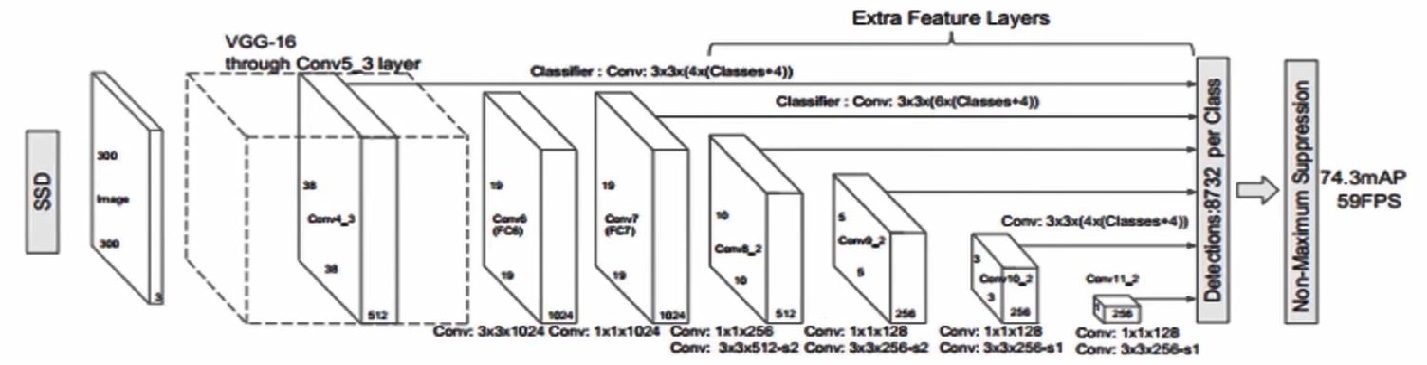 Extra Feature Layers
VGG-16
through Conv5_3 layer
Classifier : Conv: 3x3x(4x(Classes+4))
Classifier : Conv: 3x3x(6x(Classes+4))
SSD
300
Image
300
3
38
Conv4_3
38
512
19
Conv6
(FC6)
19
1024
19
Conv7
(FC7)
19
1024
10
Conv8_2
10
512
5
Conv9_2
5
256
Conv: 3x3x(4x(Classes+4))
3
Conv10_2
3
256
Conv11_2
256
Conv: 3x3x1024
Conv: 1x1x1024
Conv: 1x1x256
Conv: 3x3x512-s2
Conv: 1x1x128
Conv: 3x3x256-s2
Conv: 1x1x128
Conv: 3x3x256-s1
Conv: 1x1x128
Conv: 3x3x256-s1
Detections:8732 per Class
Non-Maximum Suppression
74.3mAP
59FPS